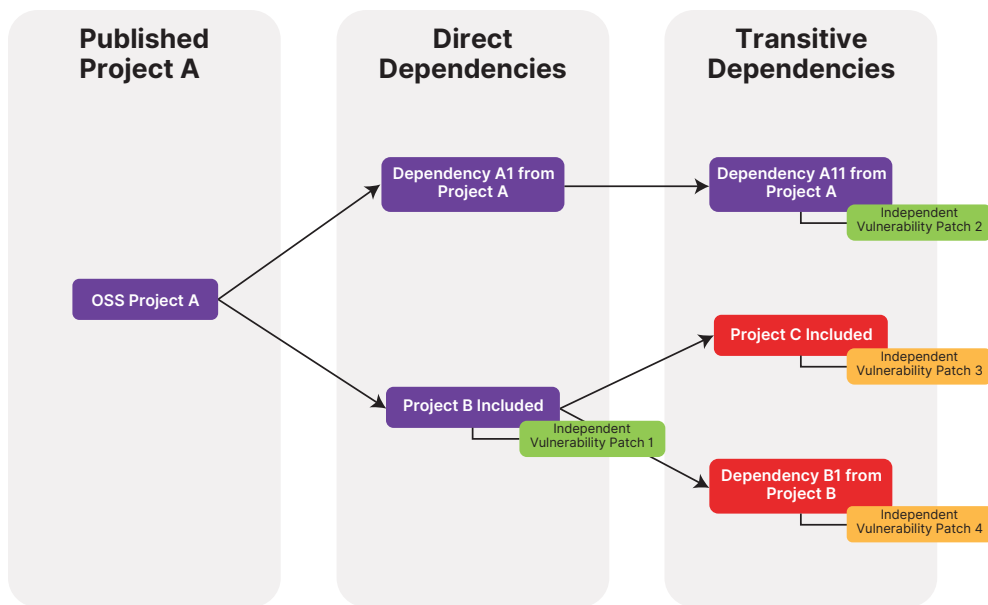 Published
Project A
Direct
Dependencies
Transitive
Dependencies
Dependency A1 from
Project A
Dependency A11 from
Project A
Independent
Vulnerability Patch 2
OSS Project A
Project C Included
Independent
Vulnerability Patch 3
Project B Included
Independent
Vulnerability Patch 1
Dependency B1 from
Project B
Independent
Vulnerability Patch 4